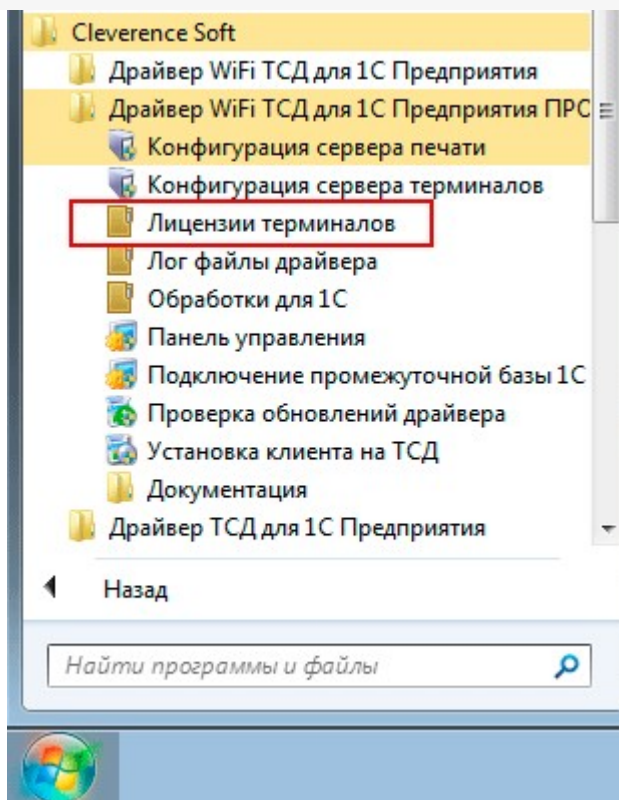 Cleverence Soft
Драйвер WiFi ТСД для 1С Предприятия
Драйвер WiFi ТСД для 1С Предприятия ПРО
Конфигурация сервера печати
Конфигурация сервера терминалов
Лицензии терминалов
Лог файлы драйвера
Обработки для 1С
Панель управления
Подключение промежуточной базы 1С
Проверка обновлений драйвера
Установка клиента на ТСД
Документация
Драйвер ТСД для 1С Предприятия
Назад
Найти программы и файлы